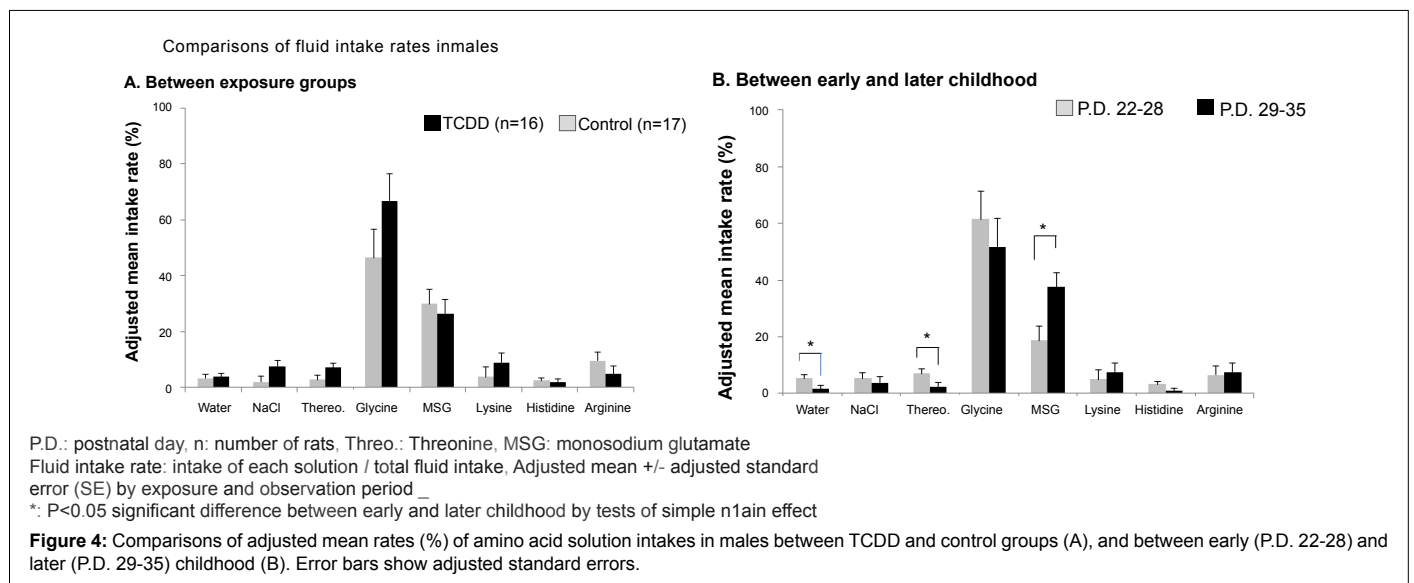 Comparisons of fluid intake rates inmales
A. Between exposure groups
100
80
60
40
20
0
Adjusted mean intake rate (%)
TCDD (n=16) Control (n=17)
Water NaCl Thereo. Glycine MSG Lysine Histidine Arginine
B. Between early and later childhood
P.D. 22-28 P.D. 29-35
100
80
60
40
20
0
Adjusted mean intake rate (%)
*
*
*
Water NaCl Thereo. Glycine MSG Lysine Histidine Arginine
P.D.: postnatal day, n: number of rats, Threo.: Threonine, MSG: monosodium glutamate
Fluid intake rate: intake of each solution / total fluid intake, Adjusted mean +/- adjusted standard
error (SE) by exposure and observation period _
*: P<0.05 significant difference between early and later childhood by tests of simple n1ain effect
Figure 4: Comparisons of adjusted mean rates (%) of amino acid solution intakes in males between TCDD and control groups (A), and between early (P.D. 22-28) and
later (P.D. 29-35) childhood (B). Error bars show adjusted standard errors.